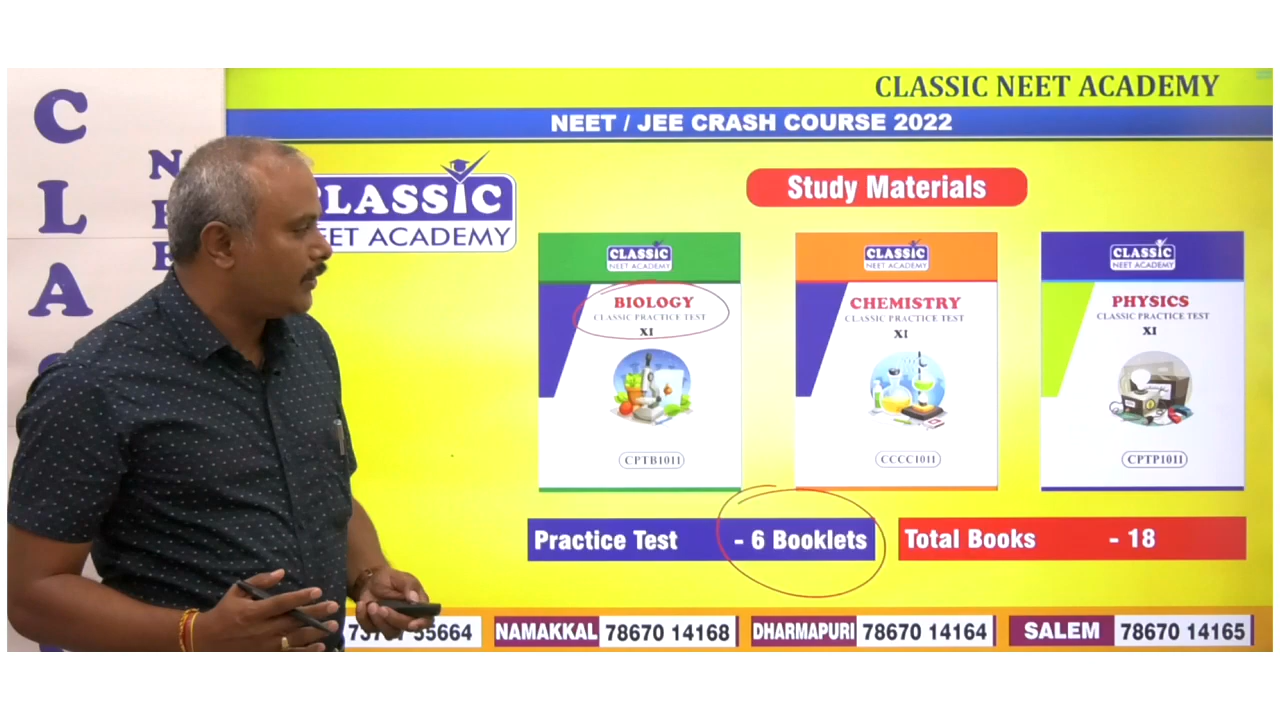 CLASSIC NEET ACADEMY
NEET / JEE CRASH COURSE 2022
C
L
A
N
E
E
CLASSIC
NEET ACADEMY
Study Materials
CLASSIC
NEET ACADEMY
BIOLOGY
CLASSIC PRACTICE TEST
XI
CPTB1011
CLASSIC
NEET ACADEMY
CHEMISTRY
CLASSIC PRACTICE TEST
XI
CCCC1011
CLASSIC
NEET ACADEMY
PHYSICS
CLASSIC PRACTICE TEST
XI
CPTP1011
Practice Test - 6 Booklets
Total Books - 18
55664
NAMAKKAL 78670 14168
DHARMAPURI 78670 14164
SALEM 78670 14165